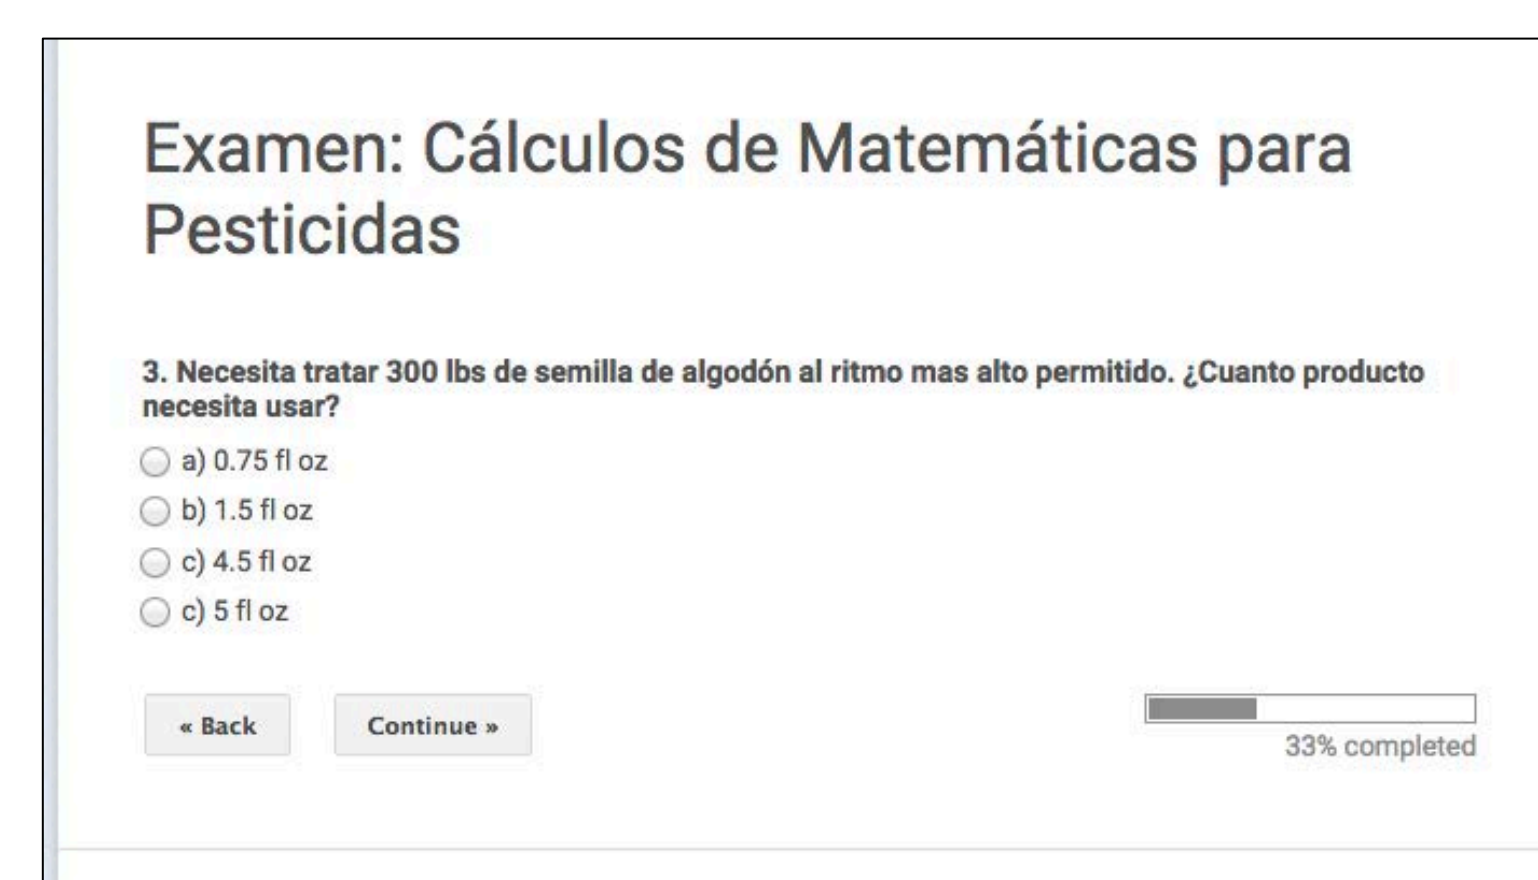 Examen: Cálculos de Matemáticas para
Pesticidas
3. Necesita tratar 300 lbs de semilla de algodón al ritmo mas alto permitido. ¿Cuanto producto
necesita usar?
a) 0.75 fl oz
b) 1.5 fl oz
c) 4.5 fl oz
c) 5 fl oz
« Back
Continue »
33% completed